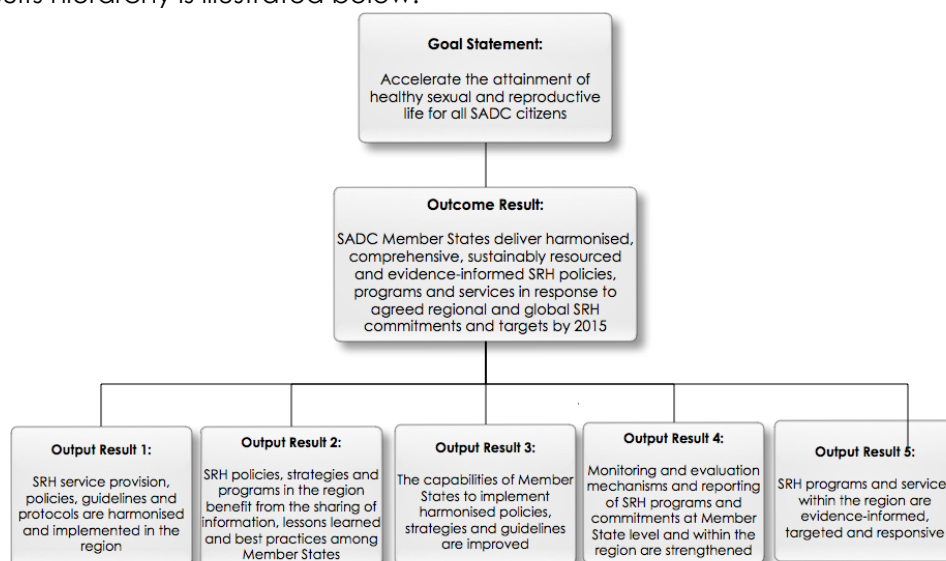 Hierarchy is illustrated below:
Goal Statement:
Accelerate the attainment of
healthy sexual and reproductive
life for all SADC citizens
Outcome Result:
SADC Member States deliver harmonised,
comprehensive, sustainably resourced
and evidence-informed SRH policies,
programs and services in response to
agreed regional and global SRH
commitments and targets by 2015
Output Result 1:
SRH service provision,
policies, guidelines and
protocols are harmonised
and implemented in the
region
Output Result 2:
SRH policies, strategies and
programs in the region
benefit from the sharing of
information, lessons learned
and best practices among
Member States
Output Result 3:
The capabilities of Member
States to implement
harmonised policies,
strategies and guidelines
are improved
Output Result 4:
Monitoring and evaluation
mechanisms and reporting
of SRH programs and
commitments at Member
State level and within the
region are strengthened
Output Result 5:
SRH programs and service
within the region are
evidence-informed,
targeted and responsive